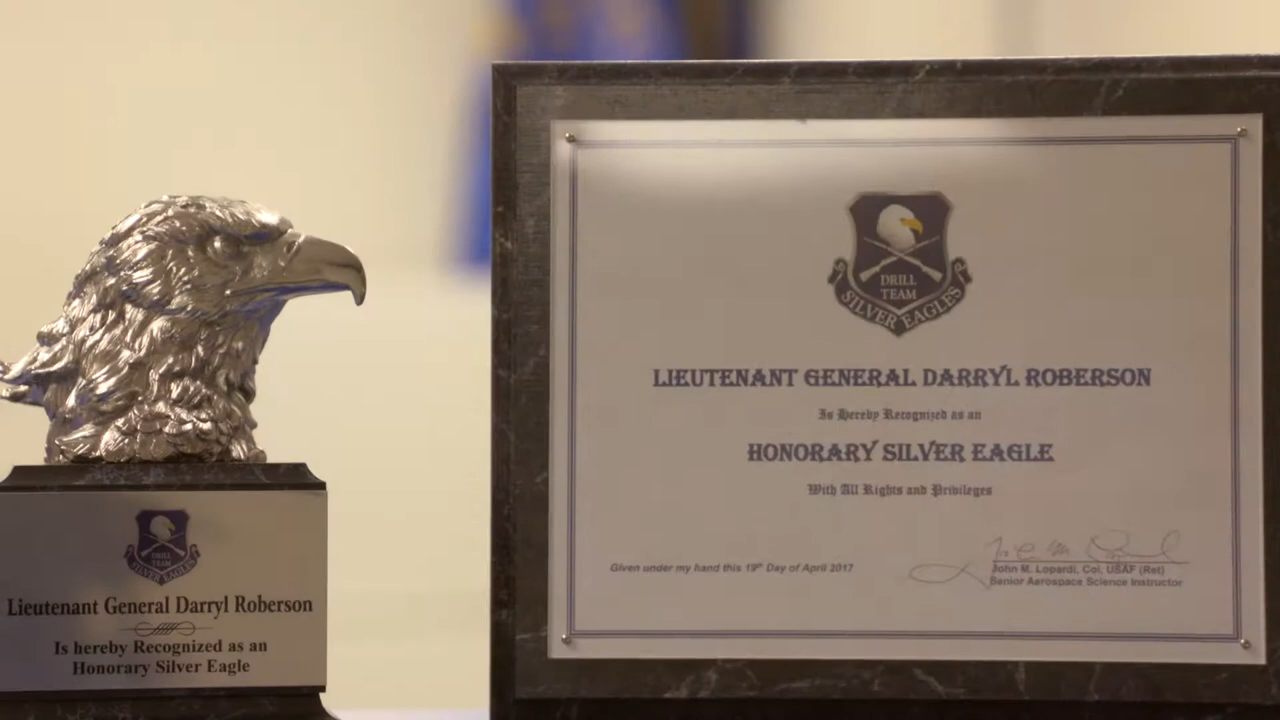 DRILL
TEAM
SILVER EAGLES
Lieutenant General Darryl Roberson
Is hereby Recognized as an
Honorary Silver Eagle
DRILL
TEAM
SILVER EAGLES
LIEUTENANT GENERAL DARRYL ROBERSON
Is Hereby Recognized as an
HONORARY SILVER EAGLE
With All Rights and Privileges
Given under my hand this 19th Day of April 2017
John M. Lopardi, Col, USAF (Ret)
Senior Aerospace Science Instructor